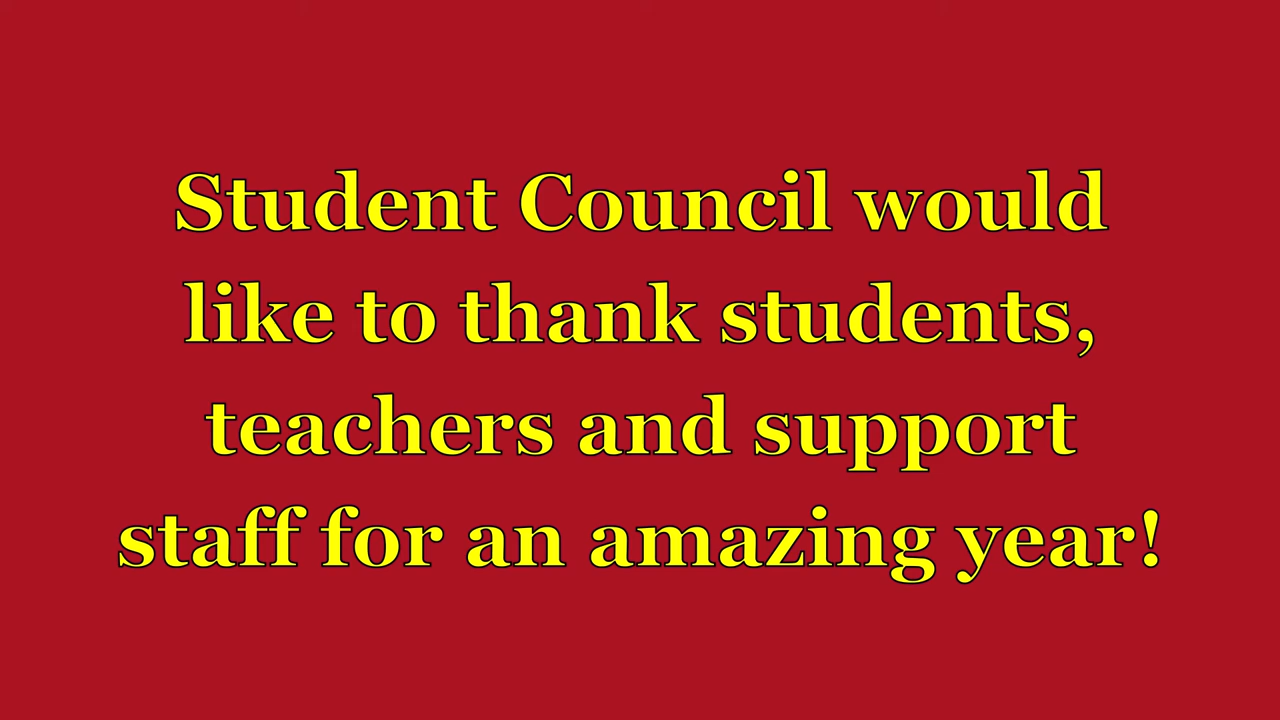 Student Council would
like to thank students,
teachers and support
staff for an amazing year!